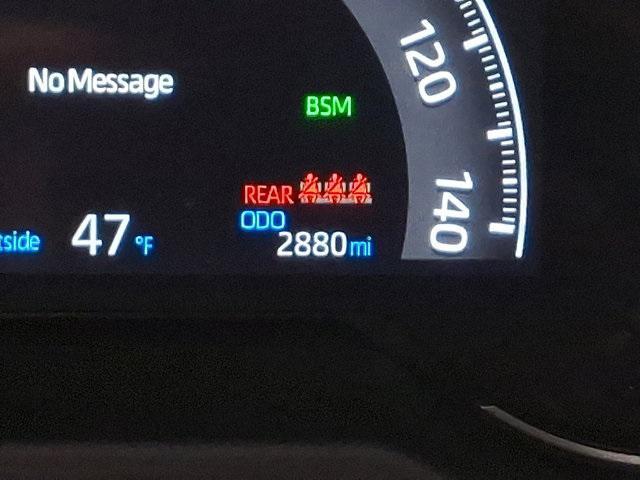 No Message
BSM
120
REAR
140
ODO
tside 47 °F
2880 mi